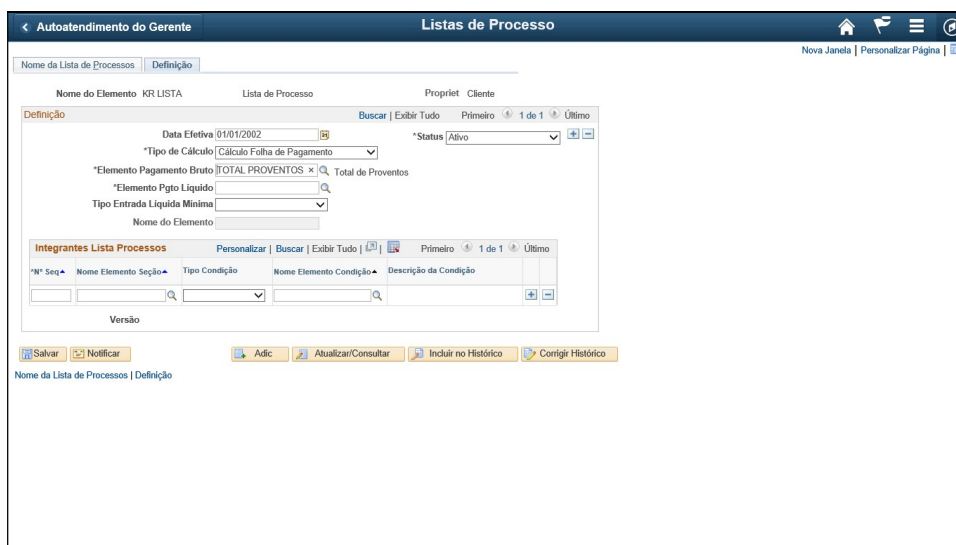 Autoatendimento do Gerente Listas de Processo
Nova Janela | Personalizar Página |
Nome da Lista de Processos Definição
Nome do Elemento KR LISTA Lista de Processo Propriet Cliente
Definição Buscar | Exibir Tudo Primeiro 1 de 1 Último
Data Efetiva 01/01/2002 *Status Ativo
*Tipo de Cálculo Cálculo Folha de Pagamento
*Elemento Pagamento Bruto TOTAL PROVENTOS × Total de Proventos
*Elemento Pgto Líquido
Tipo Entrada Líquida Mínima
Nome do Elemento
Integrantes Lista Processos Personalizar | Buscar | Exibir Tudo | | Primeiro 1 de 1 Último
*Nº Seq Nome Elemento Seção Tipo Condição Nome Elemento Condição Descrição da Condição
Versão
Salvar Notificar Adic Atualizar/Consultar Incluir no Histórico Corrigir Histórico
Nome da Lista de Processos | Definição